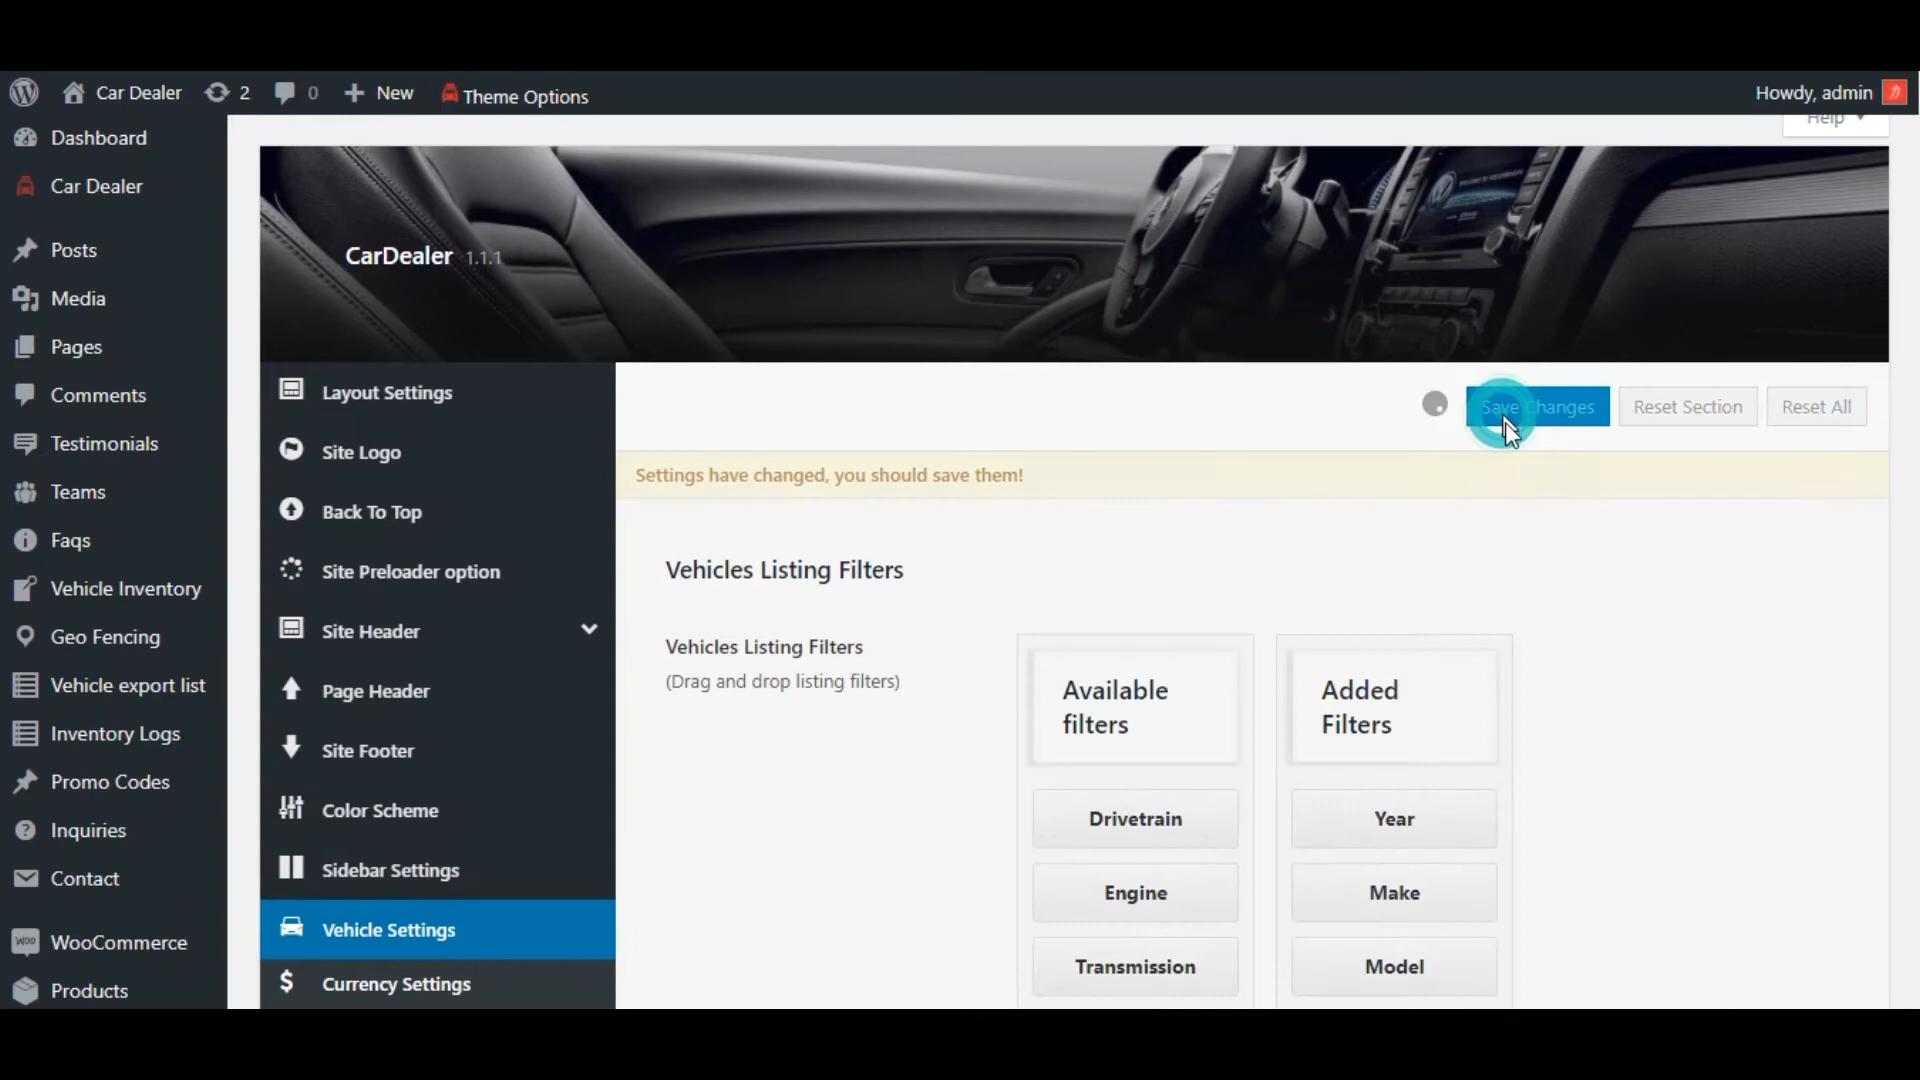 Car Dealer
2
0
New
Theme Options
Howdy, admin
Help
Dashboard
Car Dealer
Posts
Media
Pages
Comments
Testimonials
Teams
Faqs
Vehicle Inventory
Geo Fencing
Vehicle export list
Inventory Logs
Promo Codes
Inquiries
Contact
WooCommerce
Products
CarDealer 1.1.1
Layout Settings
Site Logo
Back To Top
Site Preloader option
Site Header
Page Header
Site Footer
Color Scheme
Sidebar Settings
Vehicle Settings
Currency Settings
Save Changes
Reset Section
Reset All
Settings have changed, you should save them!
Vehicles Listing Filters
Vehicles Listing Filters
(Drag and drop listing filters)
Available
filters
Drivetrain
Engine
Transmission
Added
Filters
Year
Make
Model